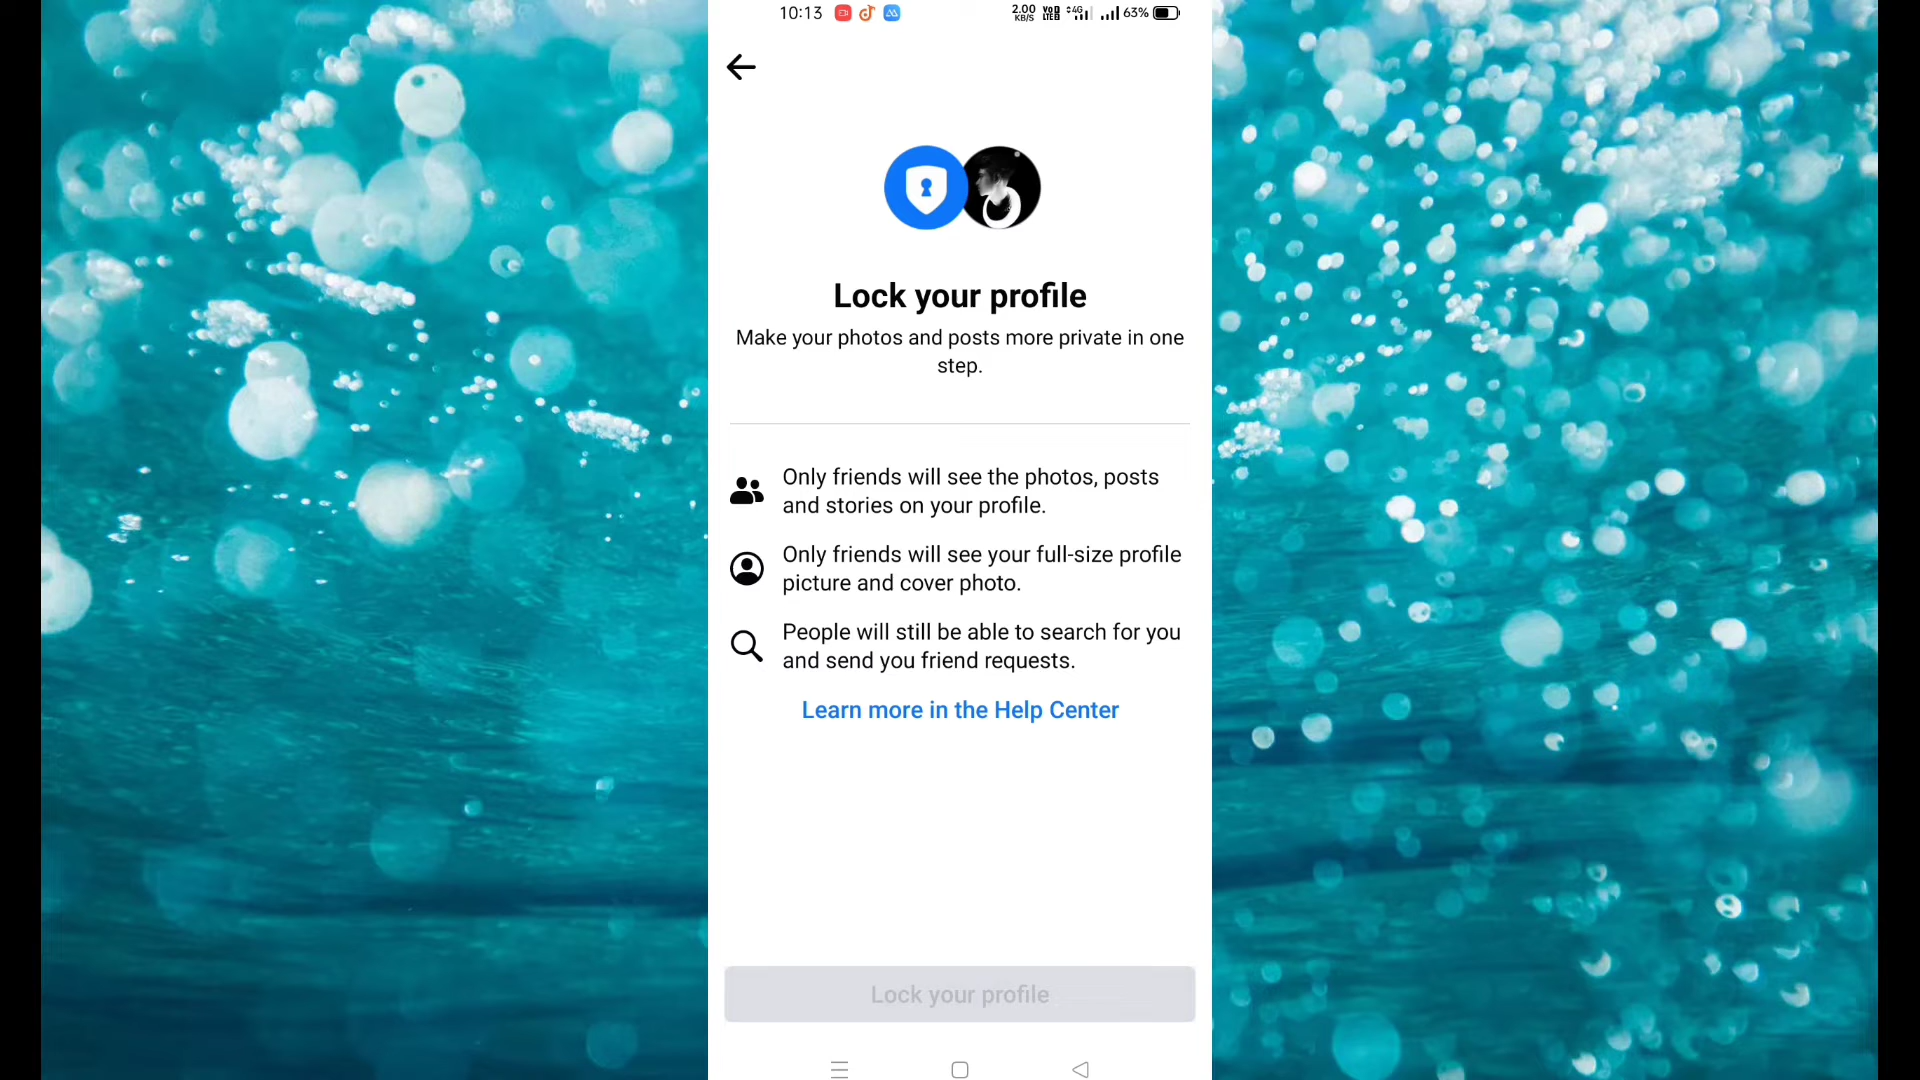 10:13
2.00 KB/S Vo LTE 4G 63%
Lock your profile
Make your photos and posts more private in one
step.
Only friends will see the photos, posts
and stories on your profile.
Only friends will see your full-size profile
picture and cover photo.
People will still be able to search for you
and send you friend requests.
Learn more in the Help Center
Lock your profile